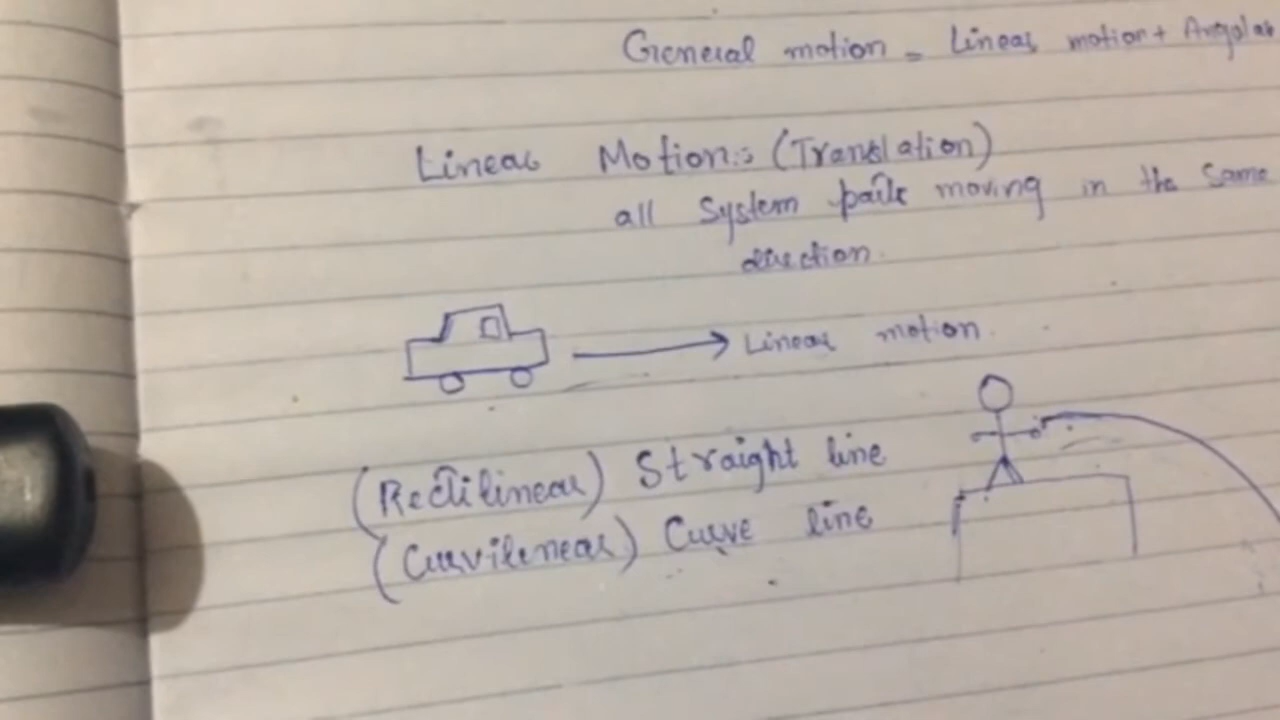 General motion = Linear motion + Angular
Linear Motion:: (Translation)
all System parts moving in the same
direction.
Linear motion.
(Rectilinear) Straight line
(Curvilinear) Curve line